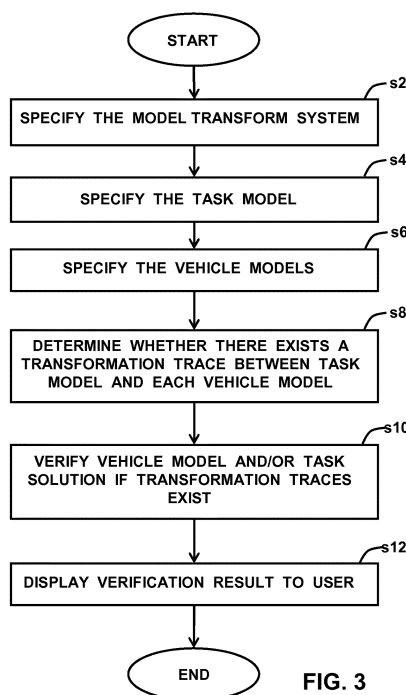 START
s2
SPECIFY THE MODEL TRANSFORM SYSTEM
s4
SPECIFY THE TASK MODEL
s6
SPECIFY THE VEHICLE MODELS
s8
DETERMINE WHETHER THERE EXISTS A
TRANSFORMATION TRACE BETWEEN TASK
MODEL AND EACH VEHICLE MODEL
s10
VERIFY VEHICLE MODEL AND/OR TASK
SOLUTION IF TRANSFORMATION TRACES
EXIST
s12
DISPLAY VERIFICATION RESULT TO USER
END
FIG. 3